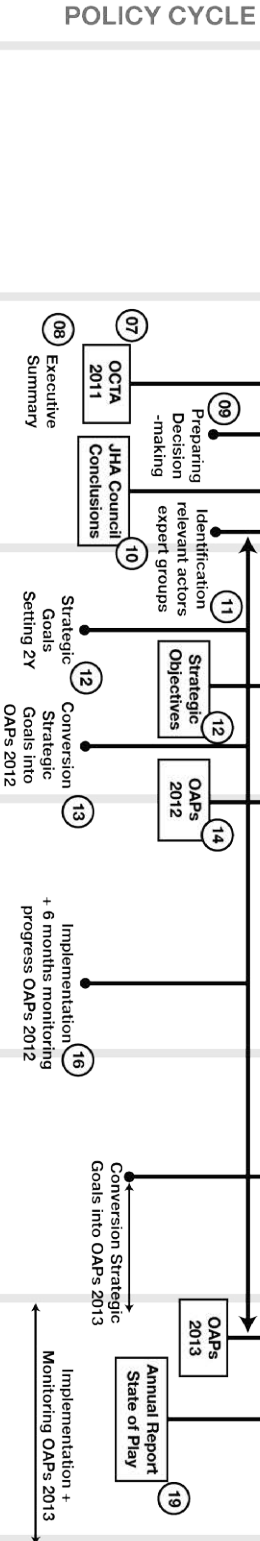 POLICY CYCLE
07
OCTA
2011
08
Executive
Summary
09
Preparing
Decision
-making
JHA Council
Conclusions
10
Identification
relevant actors
expert groups
11
Strategic
Goals
Setting 2Y
12
Strategic
Objectives
12
Conversion
Strategic
Goals into
OAPs 2012
13
OAPs
2012
14
Implementation
+ 6 months monitoring
progress OAPs 2012
16
Conversion Strategic
Goals into OAPs 2013
OAPs
2013
Annual Report
State of Play
19
Implementation +
Monitoring OAPs 2013